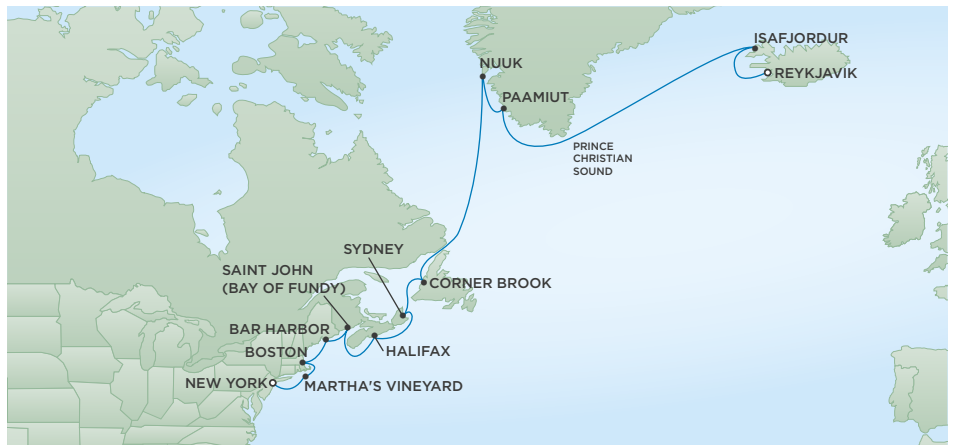 ISAFJORDUR
NUUK
REYKJAVIK
PAAMIUT
PRINCE
CHRISTIAN
SOUND
SYDNEY
SAINT JOHN
(BAY OF FUNDY)
CORNER BROOK
BAR HARBOR
BOSTON
HALIFAX
NEW YORK
MARTHA'S VINEYARD